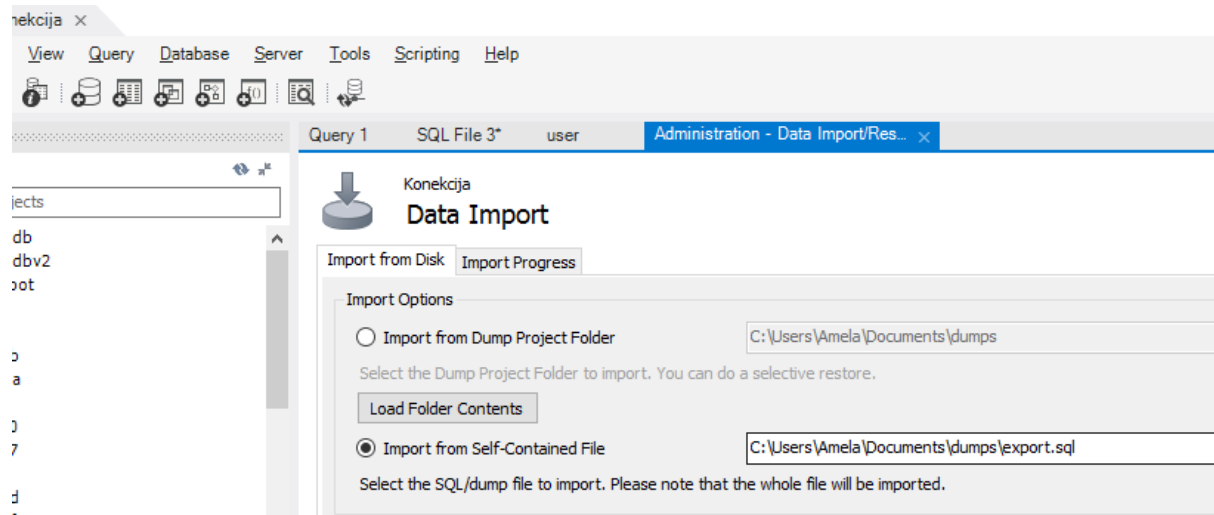 View Query Database Server Tools Scripting Help
Query 1 SQL File 3* user Administration - Data Import/Res...
Konekcija
Data Import
db
dbv2
Import from Disk Import Progress
Import Options
Import from Dump Project Folder C:\Users\Amela\Documents\dumps
Select the Dump Project Folder to import. You can do a selective restore.
Load Folder Contents
Import from Self-Contained File C:\Users\Amela\Documents\dumps\export.sql
Select the SQL/dump file to import. Please note that the whole file will be imported.